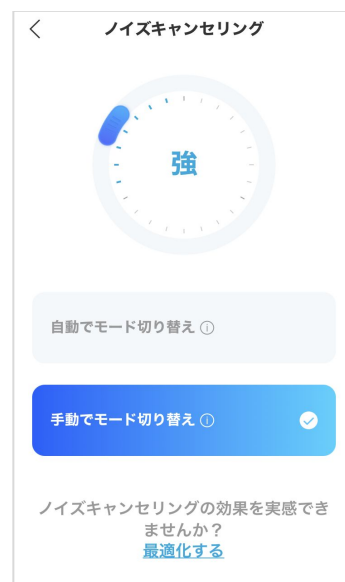 ノイズキャンセリング
強
自動でモード切り替え
手動でモード切り替え
ノイズキャンセリングの効果を実感でき
ませんか？
最適化する